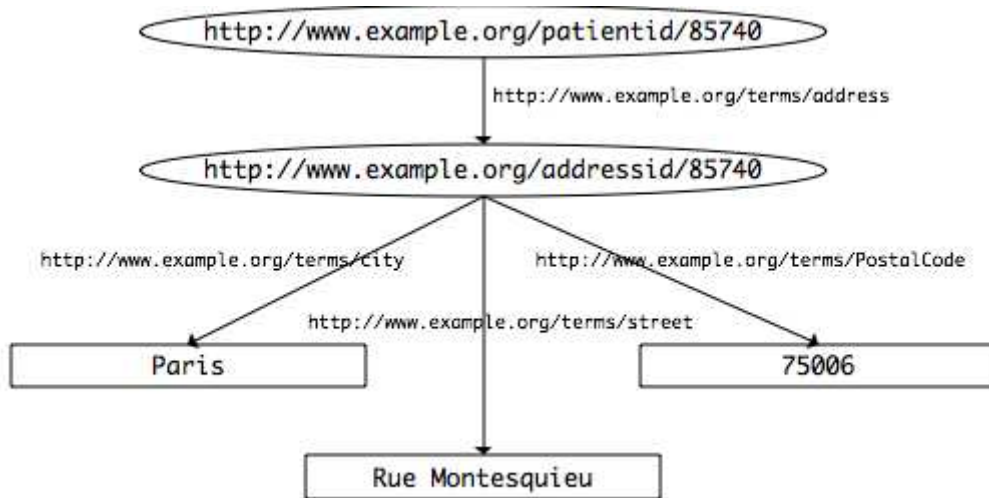 http://www.example.org/patientid/85740
http://www.example.org/terms/address
http://www.example.org/addressid/85740
http://www.example.org/terms/city
http://www.example.org/terms/PostalCode
http://www.example.org/terms/street
Paris
75006
Rue Montesquieu